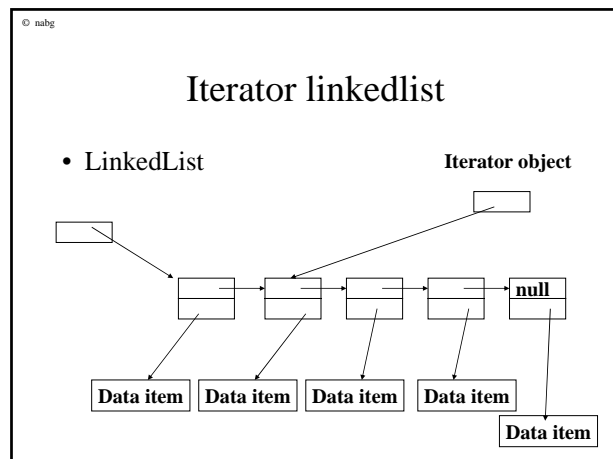 © nabg
Iterator linkedlist
• LinkedList
Iterator object
null
Data item
Data item
Data item
Data item
Data item